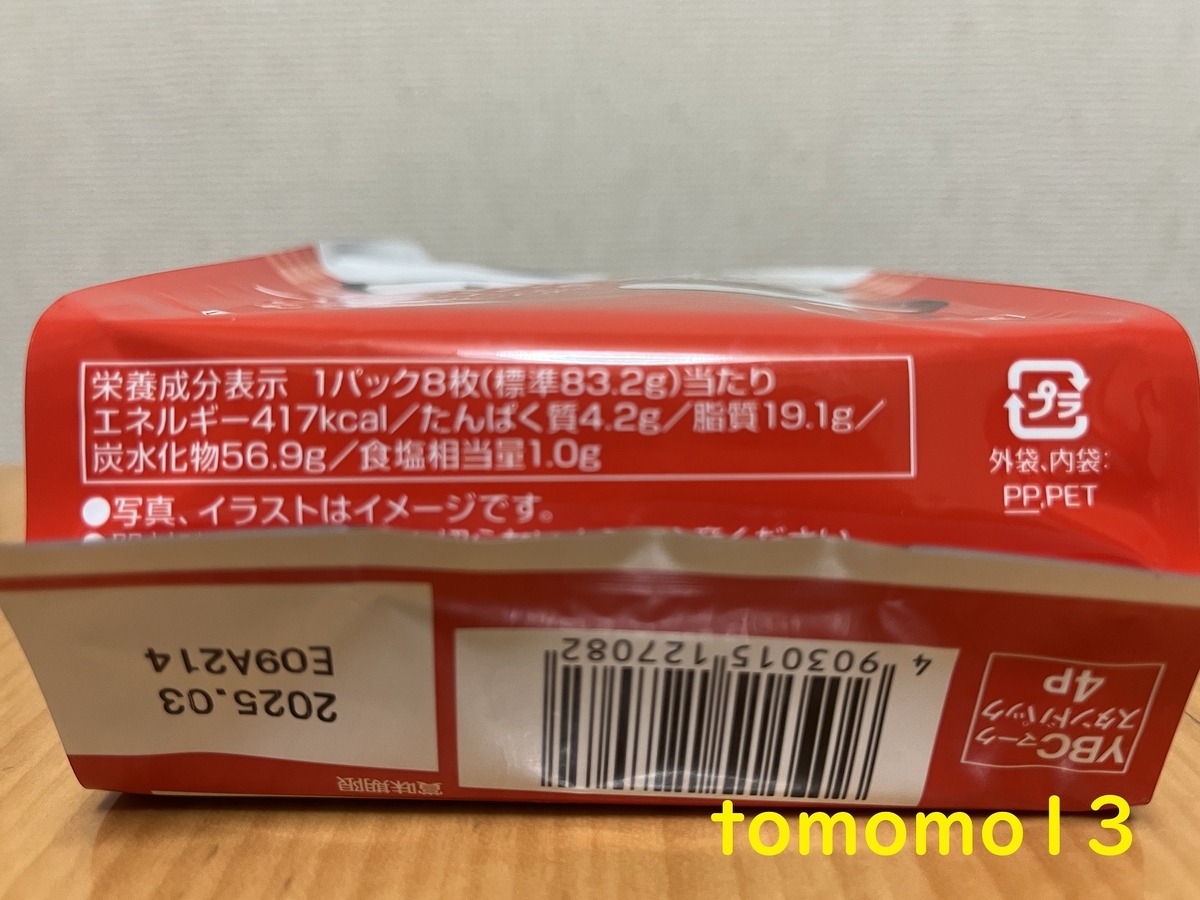 栄養成分表示 1パック8枚(標準83.2g)当たり
エネルギー417kcal/たんぱく質4.2g/脂質19.1g/
炭水化物56.9g/食塩相当量1.0g
●写真、イラストはイメージです。
プラ
外袋、内袋:
PP,PET
賞味期限
2025.03
E09A214
4 903015 127082
YBCマーク
スタンドパック
4P
tomomo13